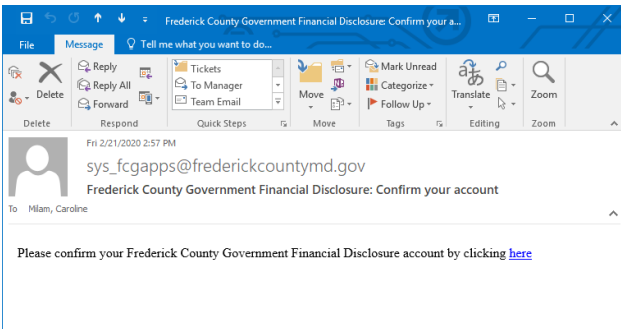 Frederick County Government Financial Disclosure: Confirm your a...
File Message Tell me what you want to do...
Delete
Reply
Reply All
Forward
Tickets
To Manager
Team Email
Move
Mark Unread
Categorize
Follow Up
Translate
Zoom
Delete Respond Quick Steps Move Tags Editing Zoom
Fri 2/21/2020 2:57 PM
sys_fcgapps@frederickcountymd.gov
Frederick County Government Financial Disclosure: Confirm your account
To Milam, Caroline
Please confirm your Frederick County Government Financial Disclosure account by clicking here